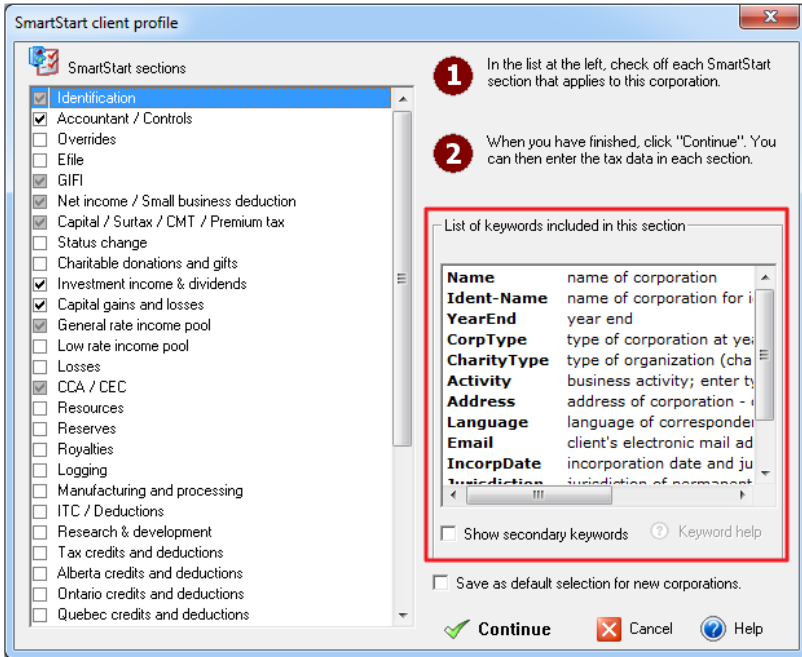 SmartStart client profile
SmartStart sections
Identification
Accountant / Controls
Overrides
Efile
GIFI
Net income / Small business deduction
Capital / Surtax / CMT / Premium tax
Status change
Charitable donations and gifts
Investment income & dividends
Capital gains and losses
General rate income pool
Low rate income pool
Losses
CCA / CEC
Resources
Reserves
Royalties
Logging
Manufacturing and processing
ITC / Deductions
Research & development
Tax credits and deductions
Alberta credits and deductions
Ontario credits and deductions
Quebec credits and deductions
1 In the list at the left, check off each SmartStart
section that applies to this corporation.
2 When you have finished, click "Continue". You
can then enter the tax data in each section.
List of keywords included in this section
Name name of corporation
Ident-Name name of corporation for
YearEnd year end
CorpType type of corporation at
CharityType type of organization
Activity business activity; enter
Address address of corporation -
Language language of
Email client's electronic mail
IncorpDate incorporation date and
Jurisdiction jurisdiction of permanent
Show secondary keywords ? Keyword help
Save as default selection for new corporations.
Continue Cancel ? Help